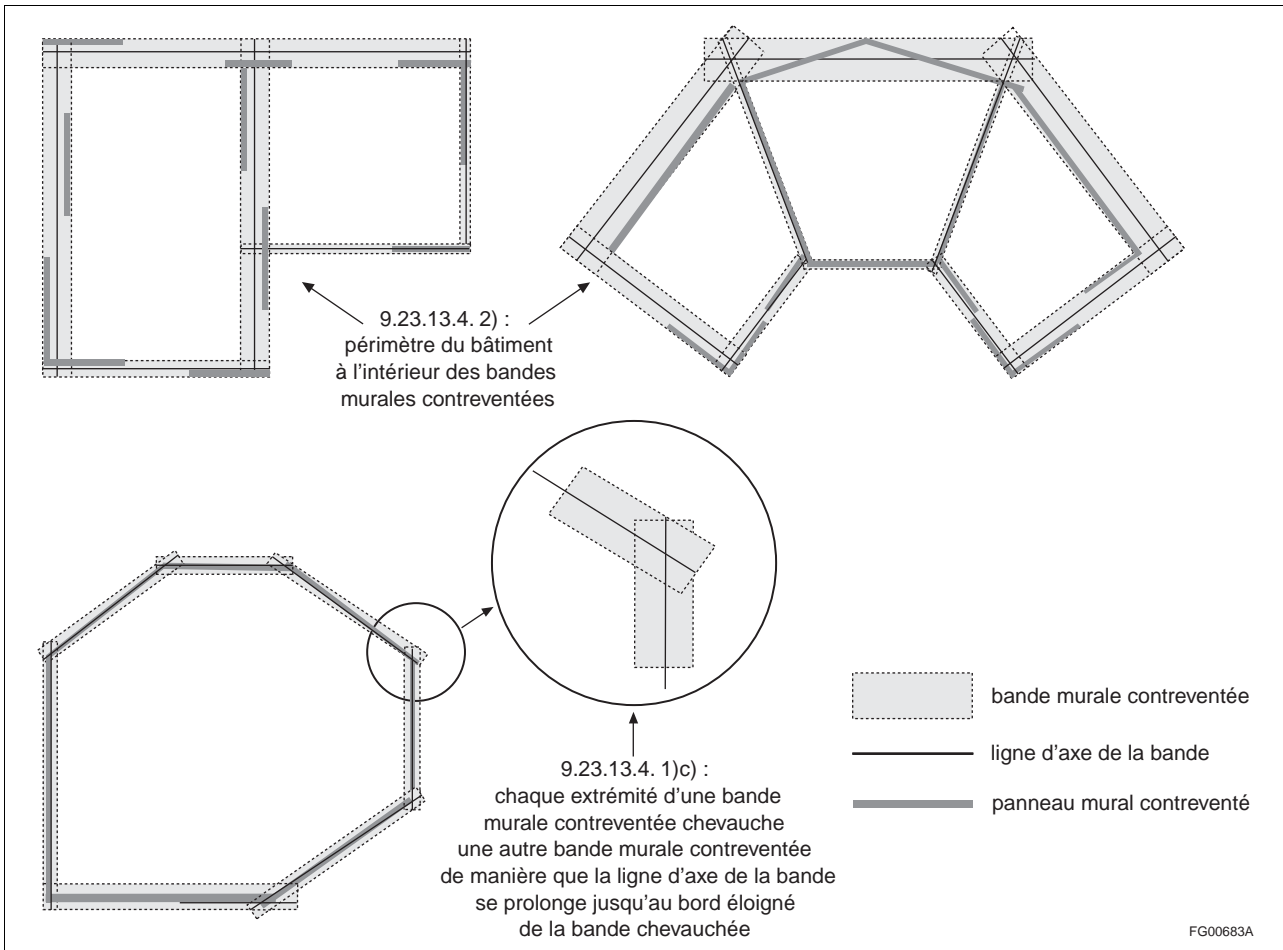 9.23.13.4. 2) :
périmètre du bâtiment
à l'intérieur des bandes
murales contreventées
9.23.13.4. 1)c) :
chaque extrémité d'une bande
murale contreventée chevauche
une autre bande murale contreventée
de manière que la ligne d'axe de la bande
se prolonge jusqu'au bord éloigné
de la bande chevauchée
bande murale contreventée
ligne d'axe de la bande
panneau mural contreventé
FG00683A